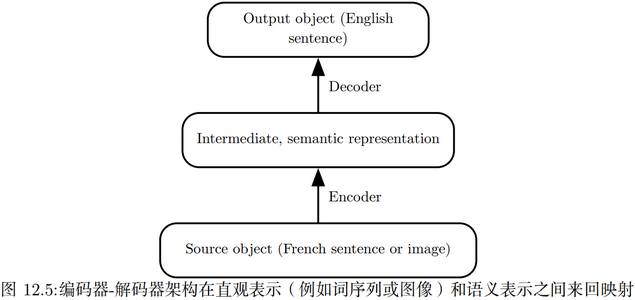 Output object (English
sentence)
Decoder
Intermediate, semantic representation
Encoder
Source object (French sentence or image)
图 12.5:编码器-解码器架构在直观表示（例如词序列或图像）和语义表示之间来回映射